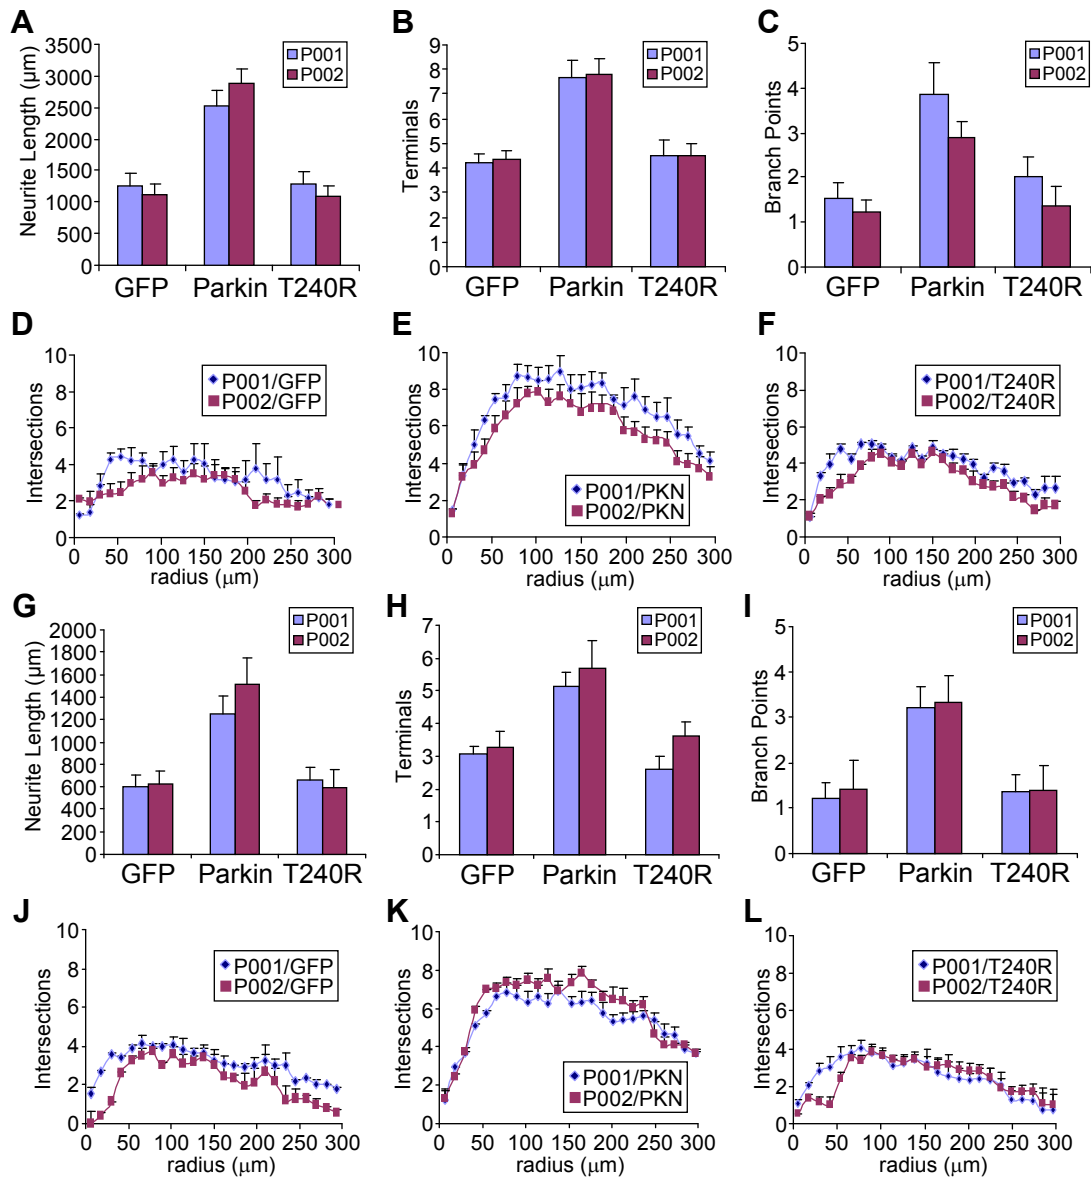 A
Neurite Length (µm)
3500
3000
2500
2000
1500
1000
500
0
P001
P002
GFP Parkin T240R
B
Terminals
9
8
7
6
5
4
3
2
1
0
P001
P002
GFP Parkin T240R
C
Branch Points
5
4
3
2
1
0
P001
P002
GFP Parkin T240R
D
Intersections
10
8
6
4
2
0
P001/GFP
P002/GFP
0 50 100 150 200 250 300
radius (µm)
E
Intersections
10
8
6
4
2
0
P001/PKN
P002/PKN
0 50 100 150 200 250 300
radius (µm)
F
Intersections
10
8
6
4
2
0
P001/T240R
P002/T240R
0 50 100 150 200 250 300
radius (µm)
G
Neurite Length (µm)
2000
1800
1600
1400
1200
1000
800
600
400
200
0
P001
P002
GFP Parkin T240R
H
Terminals
7
6
5
4
3
2
1
0
P001
P002
GFP Parkin T240R
I
Branch Points
5
4
3
2
1
0
P001
P002
GFP Parkin T240R
J
Intersections
10
8
6
4
2
0
P001/GFP
P002/GFP
0 50 100 150 200 250 300
radius (µm)
K
Intersections
10
8
6
4
2
0
P001/PKN
P002/PKN
0 50 100 150 200 250 300
radius (µm)
L
Intersections
10
8
6
4
2
0
P001/T240R
P002/T240R
0 50 100 150 200 250 300
radius (µm)